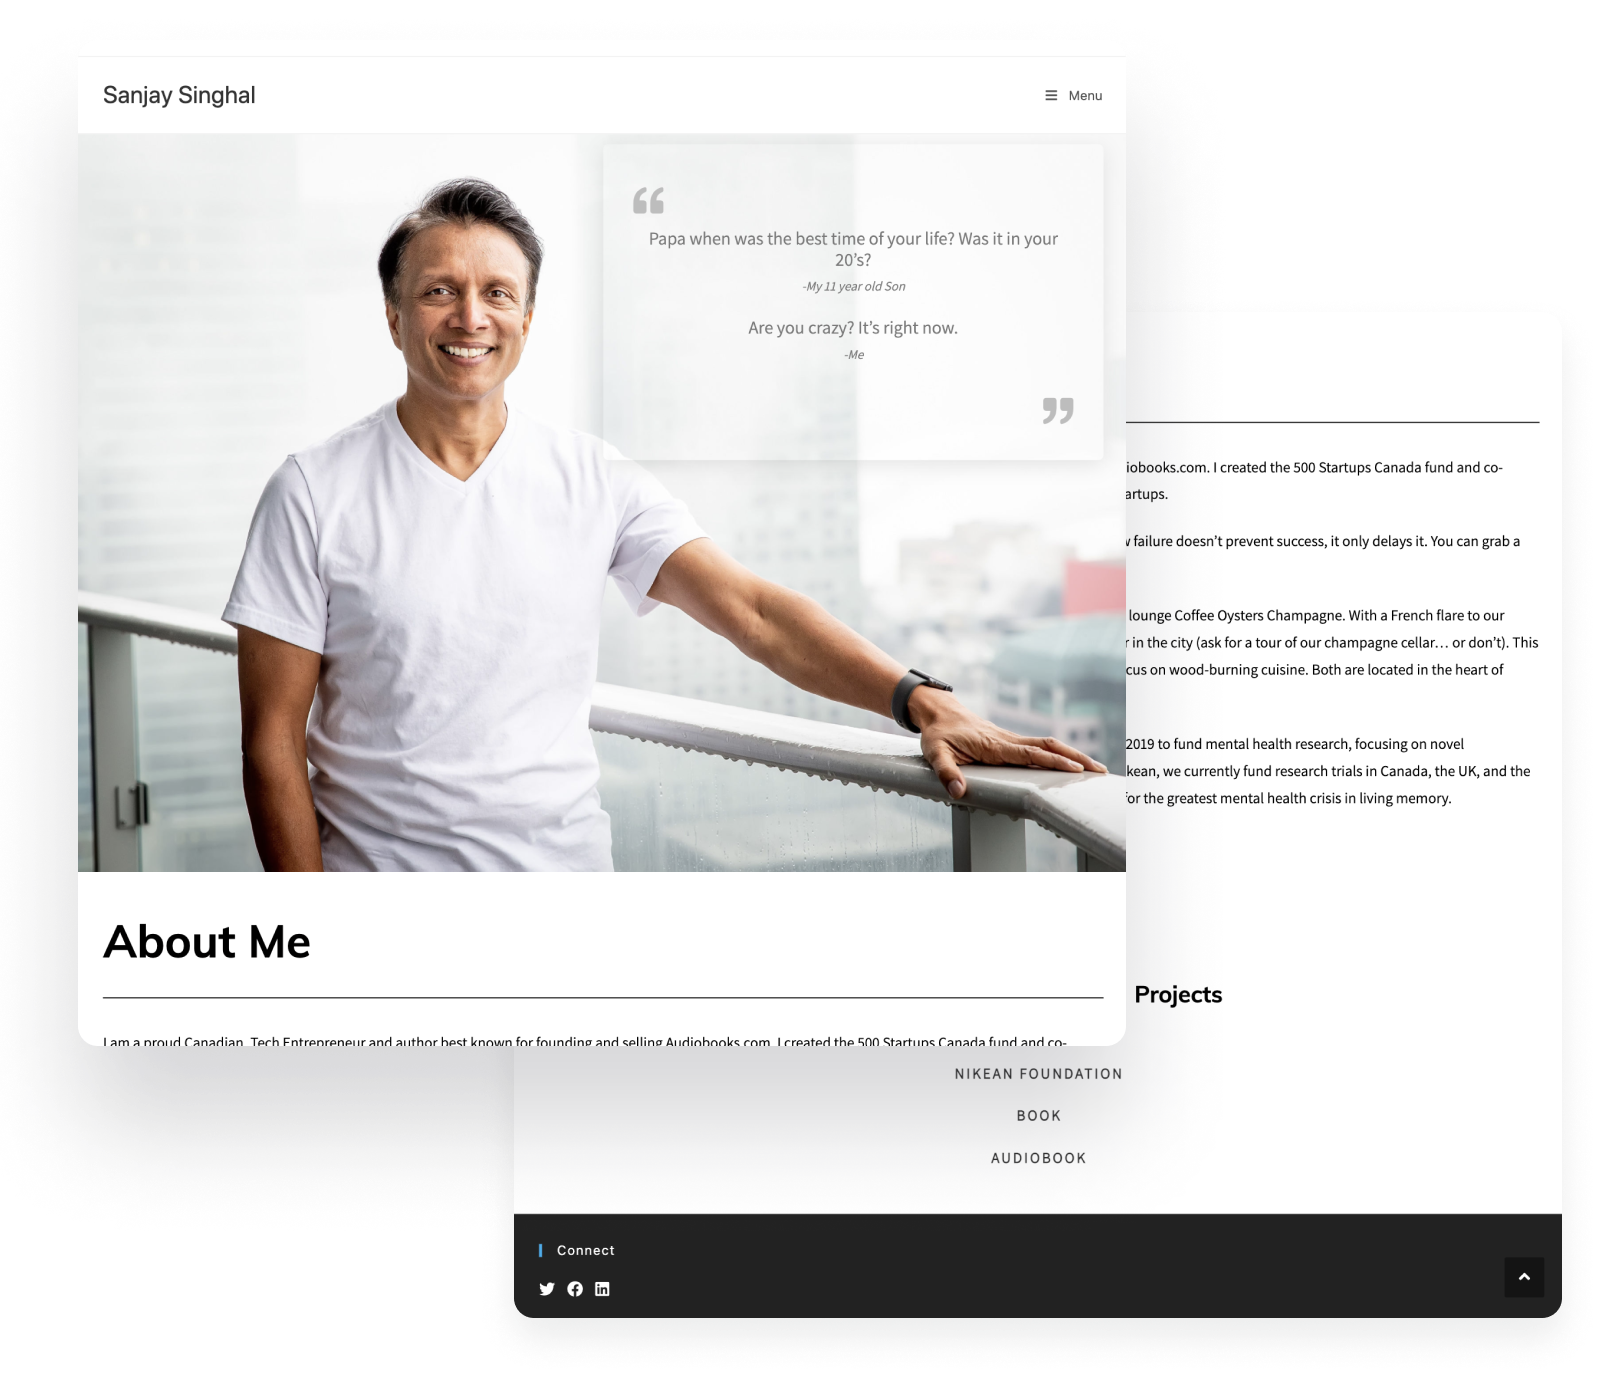 Sanjay Singhal
Menu
Papa when was the best time of your life? Was it in your
20’s?
-My 11 year old Son
Are you crazy? It’s right now.
-Me
About Me
I am a proud Canadian, Tech Entrepreneur and author best known for founding and selling Audiobooks.com. I created the 500 Startups Canada fund and co-
iobooks.com. I created the 500 Startups Canada fund and co-
artups.
failure doesn’t prevent success, it only delays it. You can grab a
lounge Coffee Oysters Champagne. With a French flare to our
r in the city (ask for a tour of our champagne cellar… or don’t). This
cus on wood-burning cuisine. Both are located in the heart of
2019 to fund mental health research, focusing on novel
kean, we currently fund research trials in Canada, the UK, and the
for the greatest mental health crisis in living memory.
Projects
NIKEAN FOUNDATION
BOOK
AUDIOBOOK
Connect